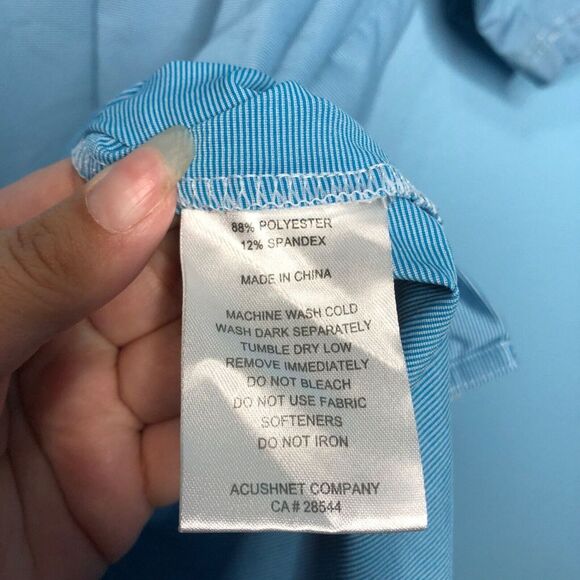 88% POLYESTER
12% SPANDEX
MADE IN CHINA
MACHINE WASH COLD
WASH DARK SEPARATELY
TUMBLE DRY LOW
REMOVE IMMEDIATELY
DO NOT BLEACH
DO NOT USE FABRIC
SOFTENERS
DO NOT IRON
ACUSHNET COMPANY
CA# 28544